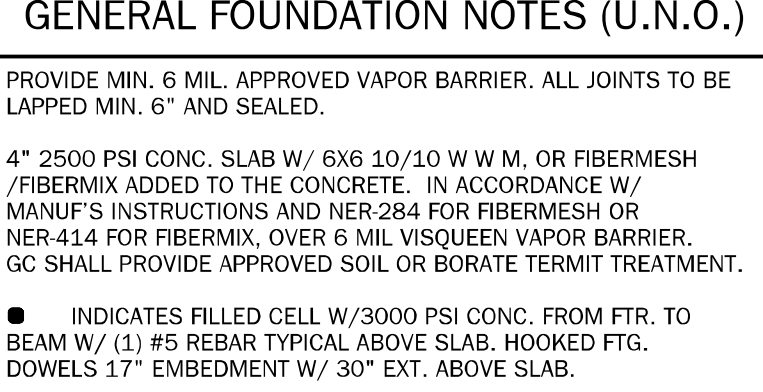 GENERAL FOUNDATION NOTES (U.N.O.)
PROVIDE MIN. 6 MIL. APPROVED VAPOR BARRIER. ALL JOINTS TO BE
LAPPED MIN. 6" AND SEALED.
4" 2500 PSI CONC. SLAB W/ 6X6 10/10 W W M, OR FIBERMESH
/FIBERMIX ADDED TO THE CONCRETE. IN ACCORDANCE W/
MANUF'S INSTRUCTIONS AND NER-284 FOR FIBERMESH OR
NER-414 FOR FIBERMIX, OVER 6 MIL VISQUEEN VAPOR BARRIER.
GC SHALL PROVIDE APPROVED SOIL OR BORATE TERMIT TREATMENT.
INDICATES FILLED CELL W/3000 PSI CONC. FROM FTR. TO
BEAM W/ (1) #5 REBAR TYPICAL ABOVE SLAB. HOOKED FTG.
DOWELS 17" EMBEDMENT W/ 30" EXT. ABOVE SLAB.